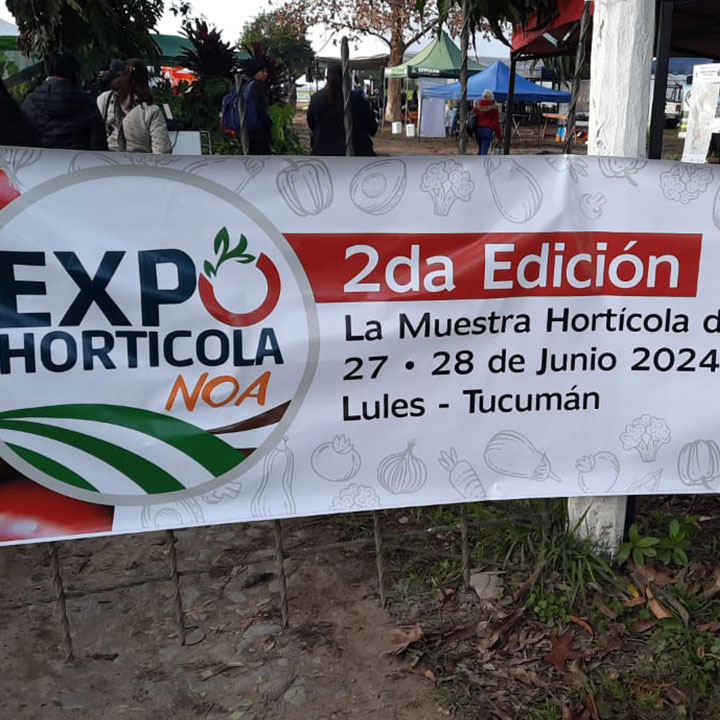 EXPO
HORTICOLA
NOA
2da Edición
La Muestra Hortícola d
27 • 28 de Junio 2024
Lules - Tucumán